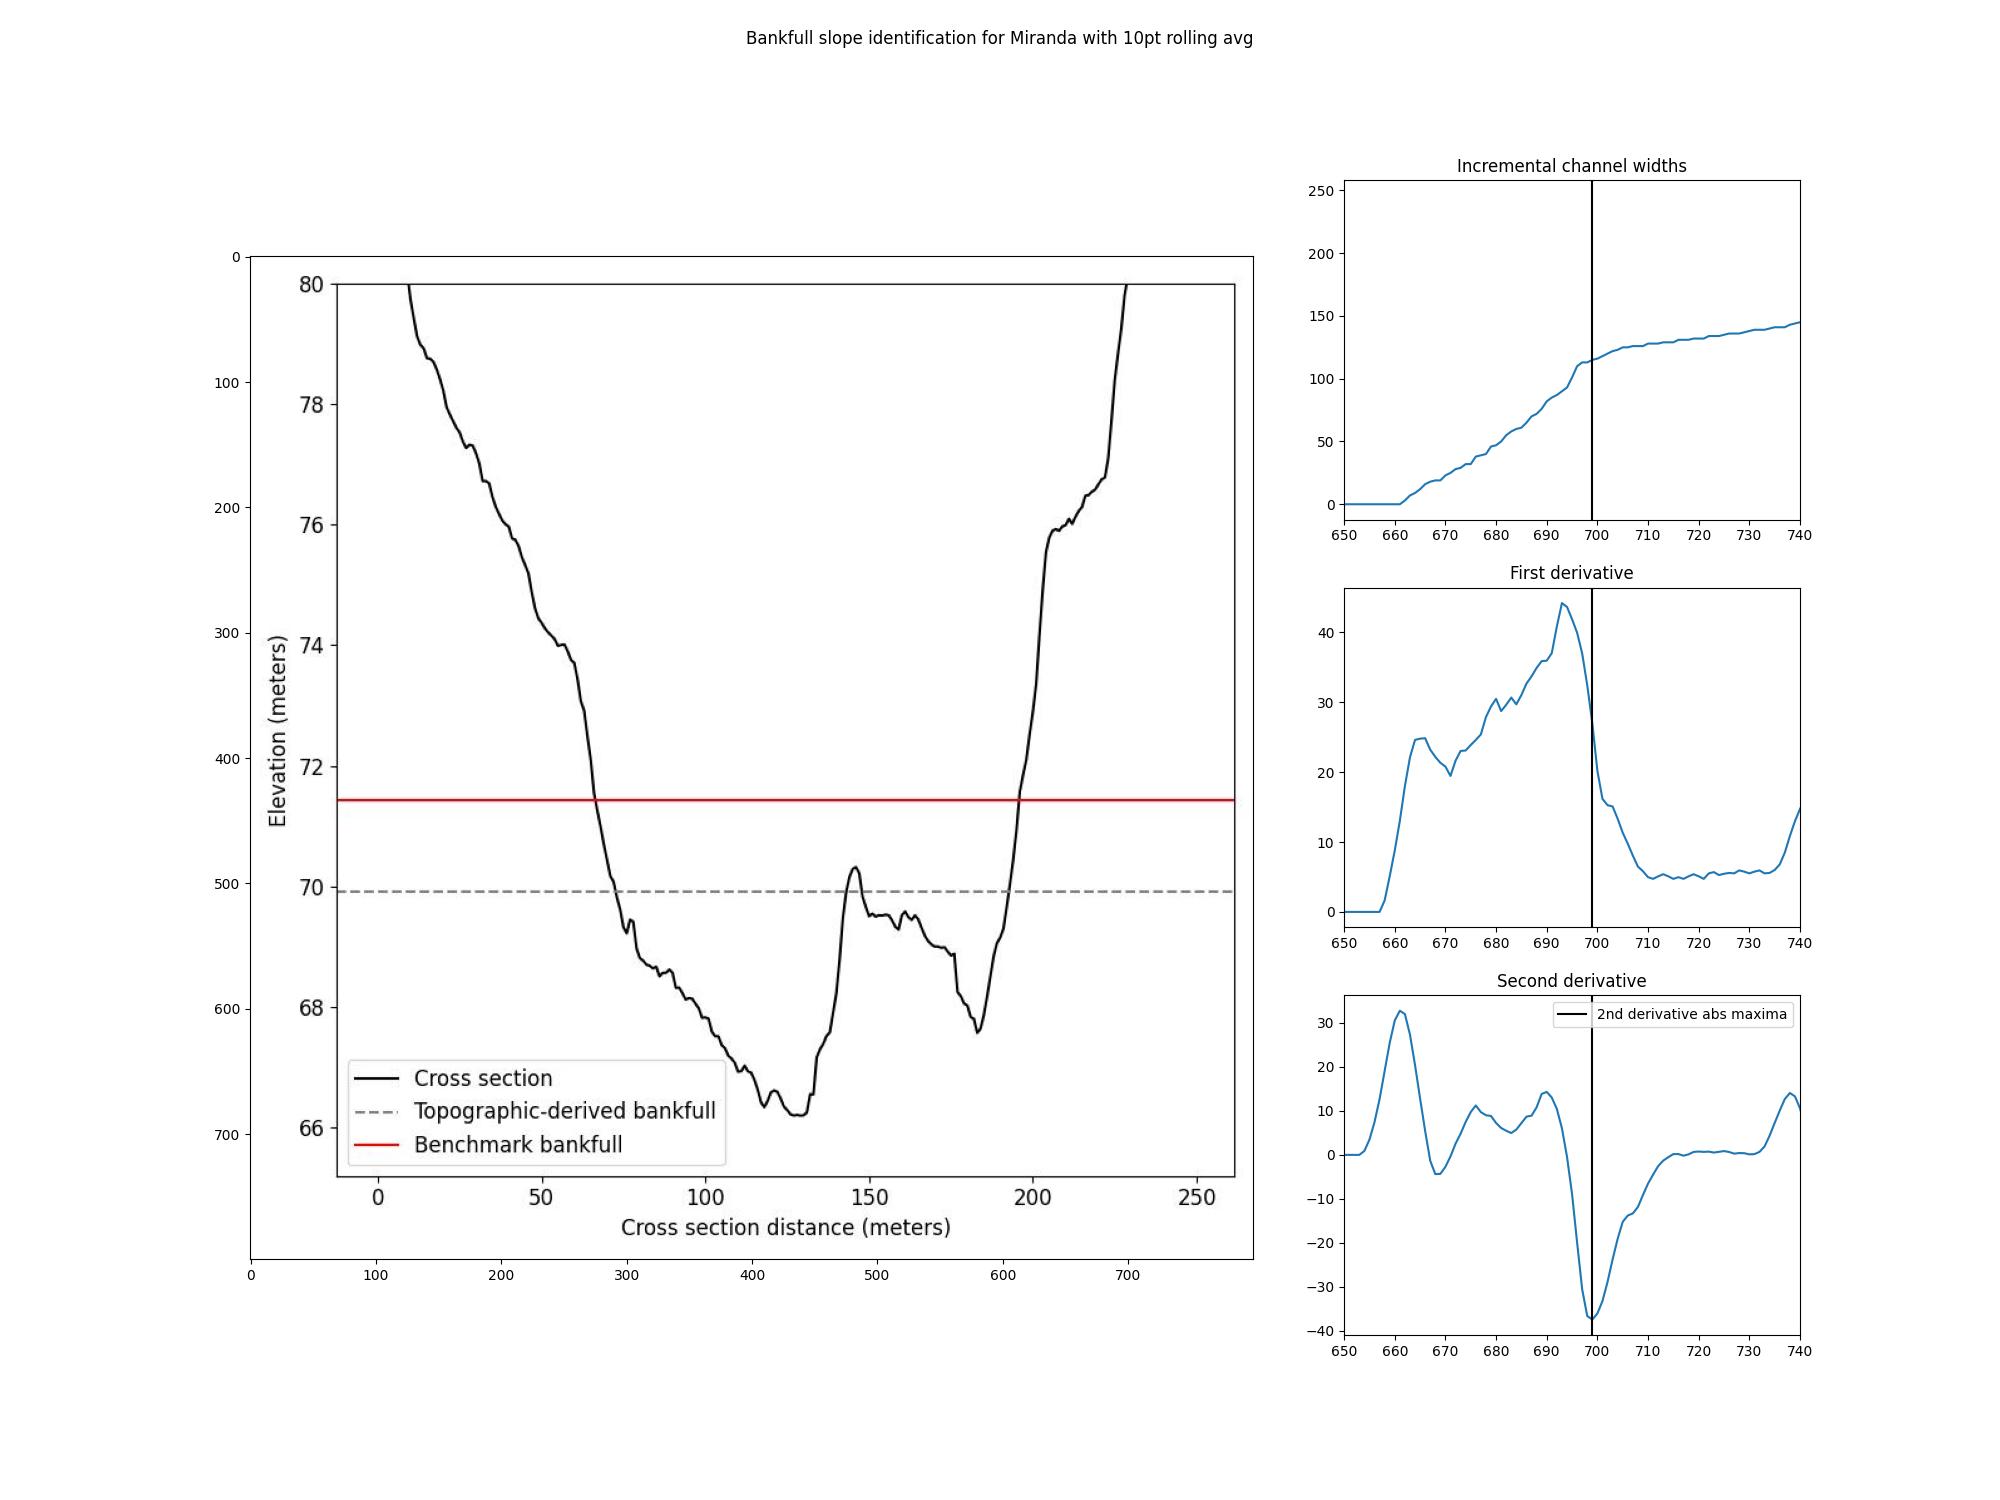 Bankfull slope identification for Miranda with 10pt rolling avg
0
100
200
300
400
500
600
700
80
78
76
74
72
70
68
66
Elevation (meters)
Cross section
Topographic-derived bankfull
Benchmark bankfull
0 50 100 150 200 250
Cross section distance (meters)
0 100 200 300 400 500 600 700
Incremental channel widths
250
200
150
100
50
0
650 660 670 680 690 700 710 720 730 740
First derivative
40
30
20
10
0
650 660 670 680 690 700 710 720 730 740
Second derivative
2nd derivative abs maxima
30
20
10
0
−10
−20
−30
−40
650 660 670 680 690 700 710 720 730 740